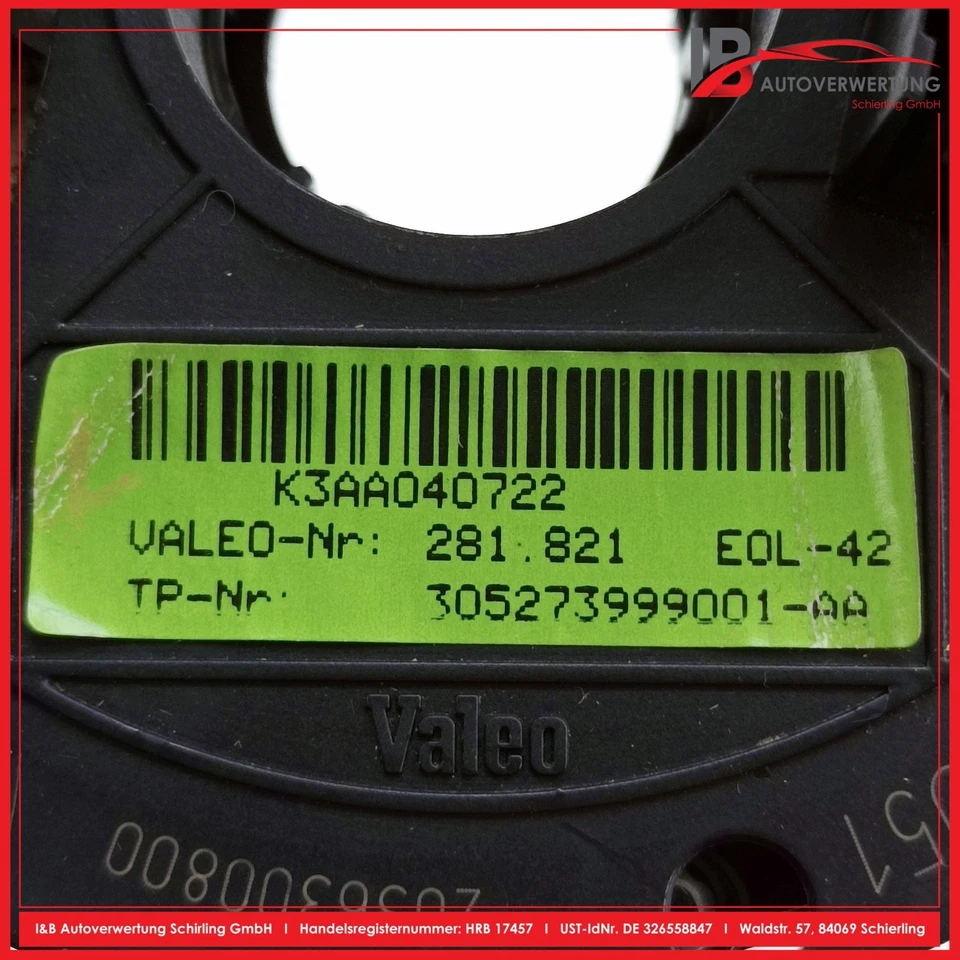 I&B
AUTOVERWERTUNG
Schierling GmbH
K3AA040722
VALEO-Nr: 281.821 EOL-42
TP-Nr: 305273999001-AA
Valeo
051
I&B Autoverwertung Schirling GmbH I Handelsregisternummer: HRB 17457 I UST-IdNr. DE 326558847 I Waldstr. 57, 84069 Schierling